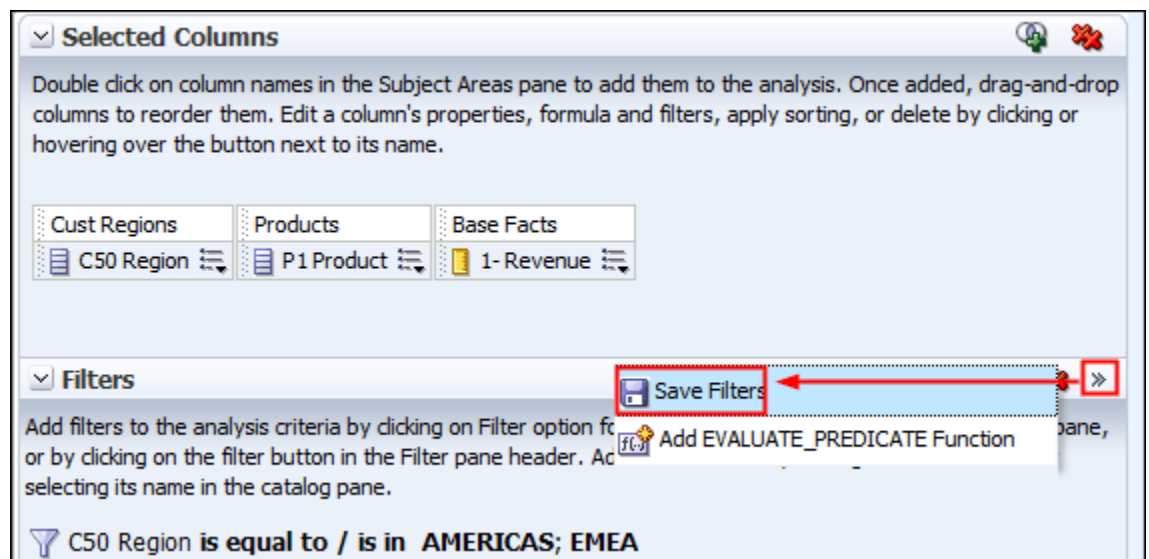 Selected Columns
Double click on column names in the Subject Areas pane to add them to the analysis. Once added, drag-and-drop
columns to reorder them. Edit a column's properties, formula and filters, apply sorting, or delete by clicking or
hovering over the button next to its name.
Cust Regions Products Base Facts
C50 Region P1 Product 1- Revenue
Filters »
Save Filters
Add EVALUATE_PREDICATE Function
Add filters to the analysis criteria by clicking on Filter option pane,
or by clicking on the filter button in the Filter pane header.
selecting its name in the catalog pane.
C50 Region is equal to / is in AMERICAS; EMEA